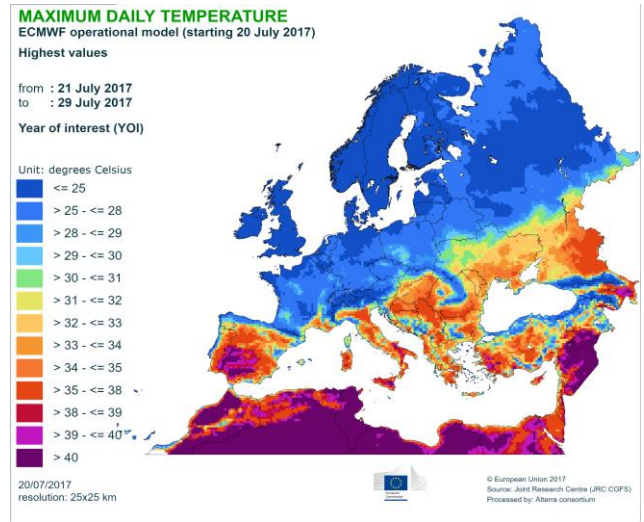 MAXIMUM DAILY TEMPERATURE
ECMWF operational model (starting 20 July 2017)
Highest values
from : 21 July 2017
to : 29 July 2017
Year of interest (YOI)
Unit: degrees Celsius
<= 25
> 25 - <= 28
> 28 - <= 29
> 29 - <= 30
> 30 - <= 31
> 31 - <= 32
> 32 - <= 33
> 33 - <= 34
> 34 - <= 35
> 35 - <= 38
> 38 - <= 39
> 39 - <= 40
> 40
20/07/2017
resolution: 25x25 km
European
Commission
© European Union 2017
Source: Joint Research Centre (JRC CGFS)
Processed by: Alterra consortium